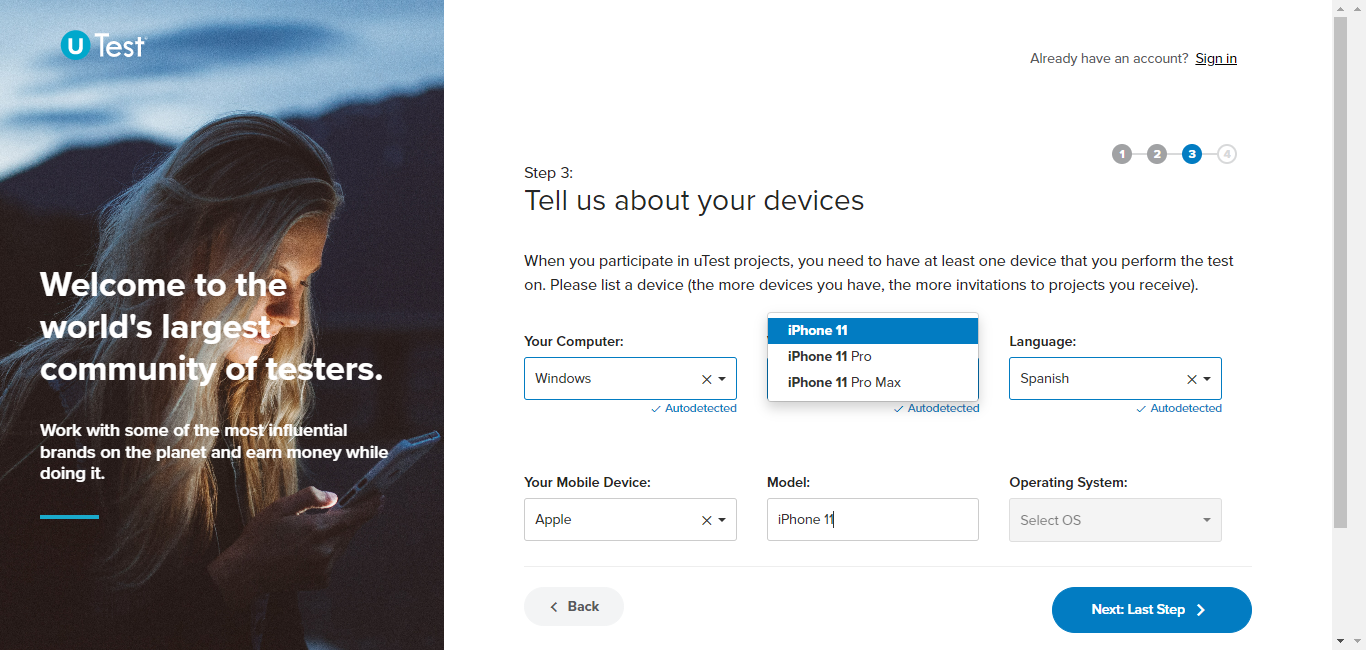 uTest
Already have an account? Sign in
1 2 3 4
Step 3:
Tell us about your devices
When you participate in uTest projects, you need to have at least one device that you perform the test
on. Please list a device (the more devices you have, the more invitations to projects you receive).
Welcome to the
world's largest
community of testers.
Work with some of the most influential
brands on the planet and earn money while
doing it.
Your Computer:
Windows
Autodetected
iPhone 11
iPhone 11 Pro
iPhone 11 Pro Max
Autodetected
Language:
Spanish
Autodetected
Your Mobile Device:
Apple
Model:
iPhone 11
Operating System:
Select OS
Back
Next: Last Step